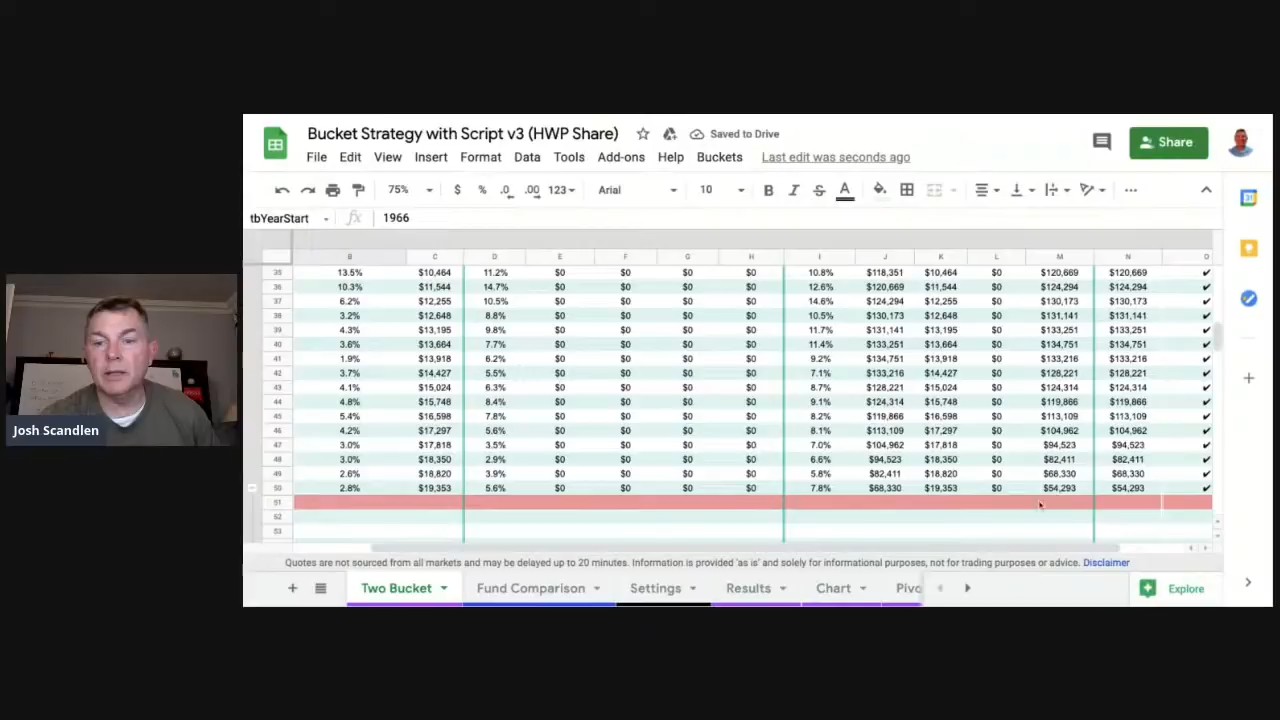 Bucket Strategy with Script v3 (HWP Share) Saved to Drive
Share
File Edit View Insert Format Data Tools Add-ons Help Buckets Last edit was seconds ago
75% $ % .0 .00 123 Arial 10 B I S A
tbYearStart fx 1966
B C D E F G H I J K L M N O
35 13.5% $10,464 11.2% $0 $0 $0 $0 10.8% $118,351 $10,464 $0 $120,669 $120,669 ✔
36 10.3% $11,544 14.7% $0 $0 $0 $0 12.6% $120,669 $11,544 $0 $124,294 $124,294 ✔
37 6.2% $12,255 10.5% $0 $0 $0 $0 14.6% $124,294 $12,255 $0 $130,173 $130,173 ✔
38 3.2% $12,648 8.8% $0 $0 $0 $0 10.5% $130,173 $12,648 $0 $131,141 $131,141 ✔
39 4.3% $13,195 9.8% $0 $0 $0 $0 11.7% $131,141 $13,195 $0 $133,251 $133,251 ✔
40 3.6% $13,664 7.7% $0 $0 $0 $0 11.4% $133,251 $13,664 $0 $134,751 $134,751 ✔
41 1.9% $13,918 6.2% $0 $0 $0 $0 9.2% $134,751 $13,918 $0 $133,216 $133,216 ✔
42 3.7% $14,427 5.5% $0 $0 $0 $0 7.1% $133,216 $14,427 $0 $128,221 $128,221 ✔
43 4.1% $15,024 6.3% $0 $0 $0 $0 8.7% $128,221 $15,024 $0 $124,314 $124,314 ✔
44 4.8% $15,748 8.4% $0 $0 $0 $0 9.1% $124,314 $15,748 $0 $119,866 $119,866 ✔
45 5.4% $16,598 7.8% $0 $0 $0 $0 8.2% $119,866 $16,598 $0 $113,109 $113,109 ✔
46 4.2% $17,297 5.6% $0 $0 $0 $0 8.1% $113,109 $17,297 $0 $104,962 $104,962 ✔
47 3.0% $17,818 3.5% $0 $0 $0 $0 7.0% $104,962 $17,818 $0 $94,523 $94,523 ✔
48 3.0% $18,350 2.9% $0 $0 $0 $0 6.6% $94,523 $18,350 $0 $82,411 $82,411 ✔
49 2.6% $18,820 3.9% $0 $0 $0 $0 5.8% $82,411 $18,820 $0 $68,330 $68,330 ✔
50 2.8% $19,353 5.6% $0 $0 $0 $0 7.8% $68,330 $19,353 $0 $54,293 $54,293 ✔
51
52
53
Quotes are not sourced from all markets and may be delayed up to 20 minutes. Information is provided 'as is' and solely for informational purposes, not for trading purposes or advice. Disclaimer
Two Bucket Fund Comparison Settings Results Chart Pivo Explore
Josh Scandlen